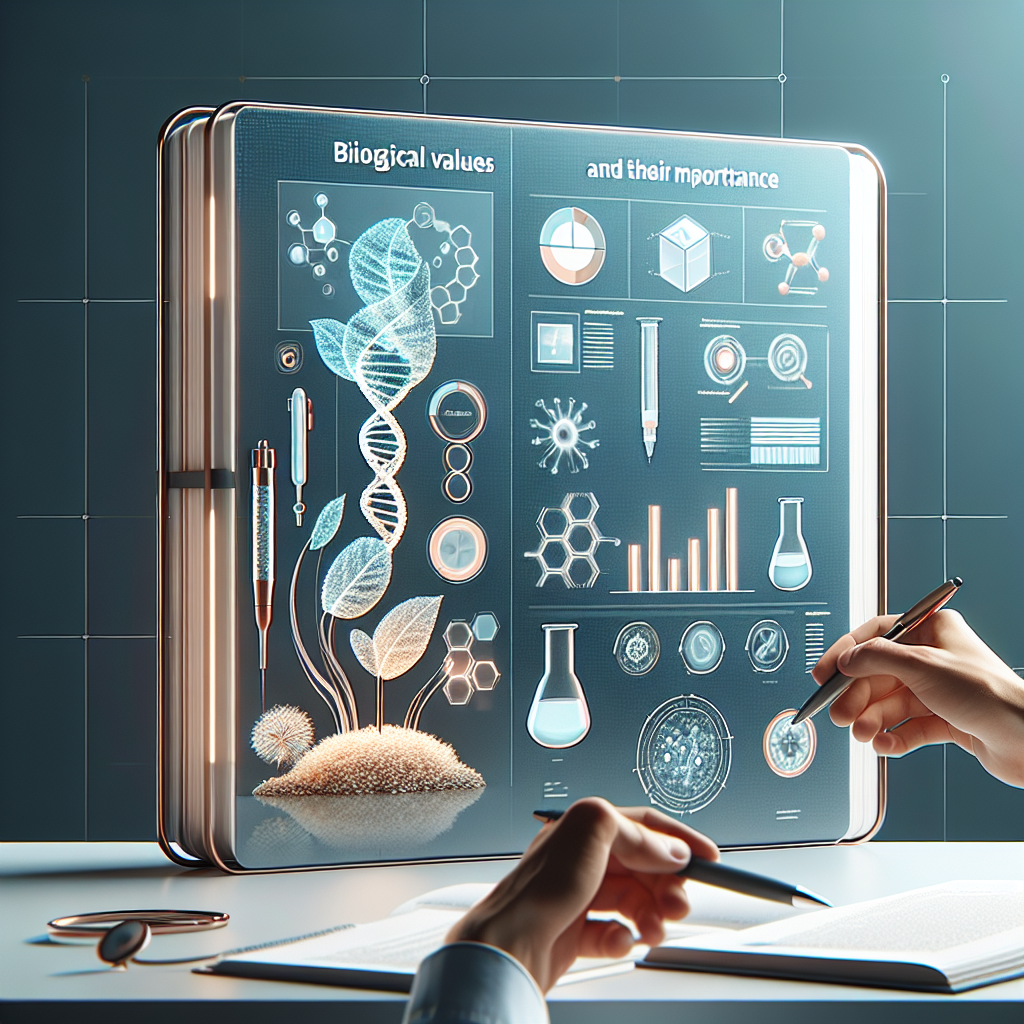 Biiogical values
and their mportance